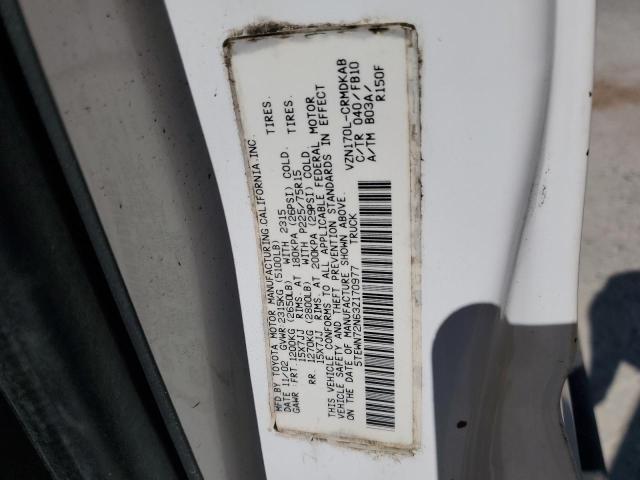 MFD BY TOYOTA MOTOR MANUFACTURING CALIFORNIA.INC.
DATE 11/02 GVWR 2315KG (5100LB)
GAWR FRT. 1200KG (2650LB) WITH 2315 TIRES.
15X7JJ RIMS. AT 180KPA (26PSI) COLD.
RR. 1270KG (2800LB) WITH P225/75R15 TIRES.
15X7JJ RIMS. AT 200KPA (29PSI) COLD.
THIS VEHICLE CONFORMS TO ALL APPLICABLE FEDERAL MOTOR
VEHICLE SAFETY AND THEFT PREVENTION STANDARDS IN EFFECT
ON THE DATE OF MANUFACTURE SHOWN ABOVE.
5TEWN72N63Z170977 TRUCK
VZN170L-CRMDKAB
C/TR 040/FB10
A/TM B03A/
R150F